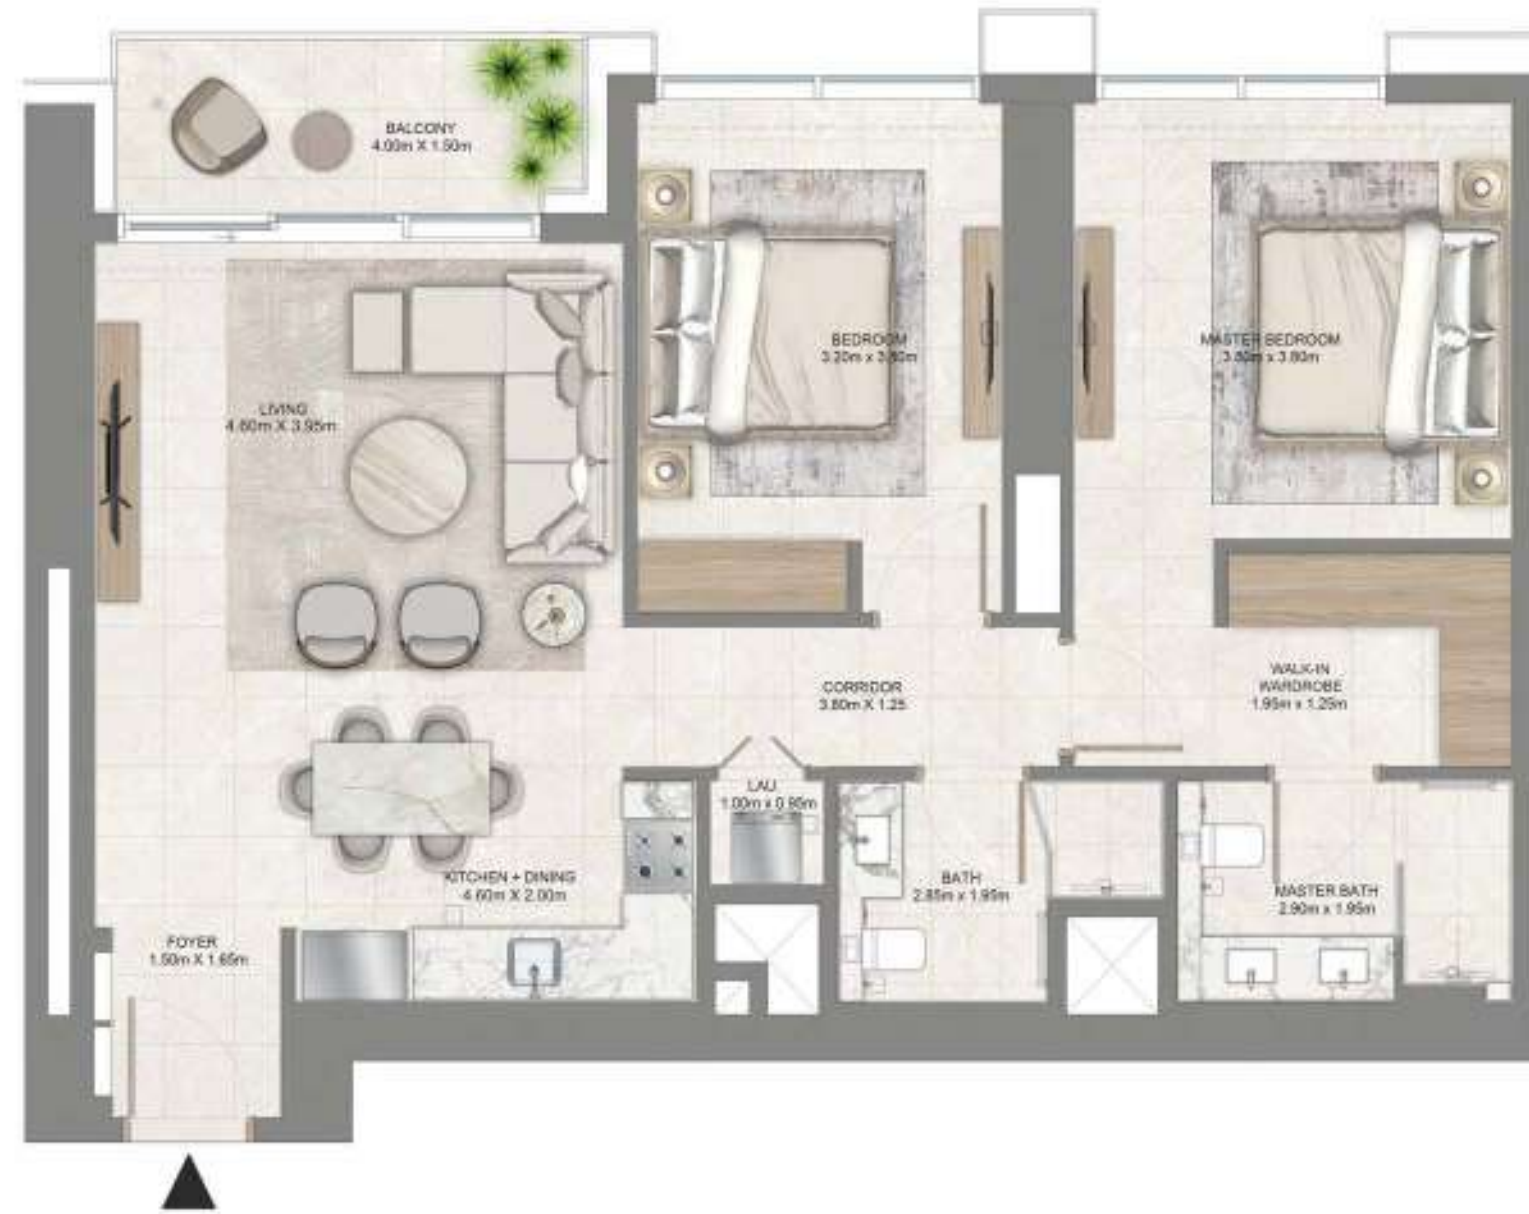 BALCONY
4.00m X 1.50m
BEDROOM
3.20m x 3.80m
MASTER BEDROOM
3.80m x 3.80m
LIVING
4.60m X 3.95m
CORRIDOR
3.80m X 1.25
WALK-IN
WARDROBE
1.95m x 1.25m
LAU
1.00m x 0.95m
KITCHEN + DINING
4.60m X 2.00m
BATH
2.85m x 1.95m
MASTER BATH
2.90m x 1.95m
FOYER
1.50m X 1.65m